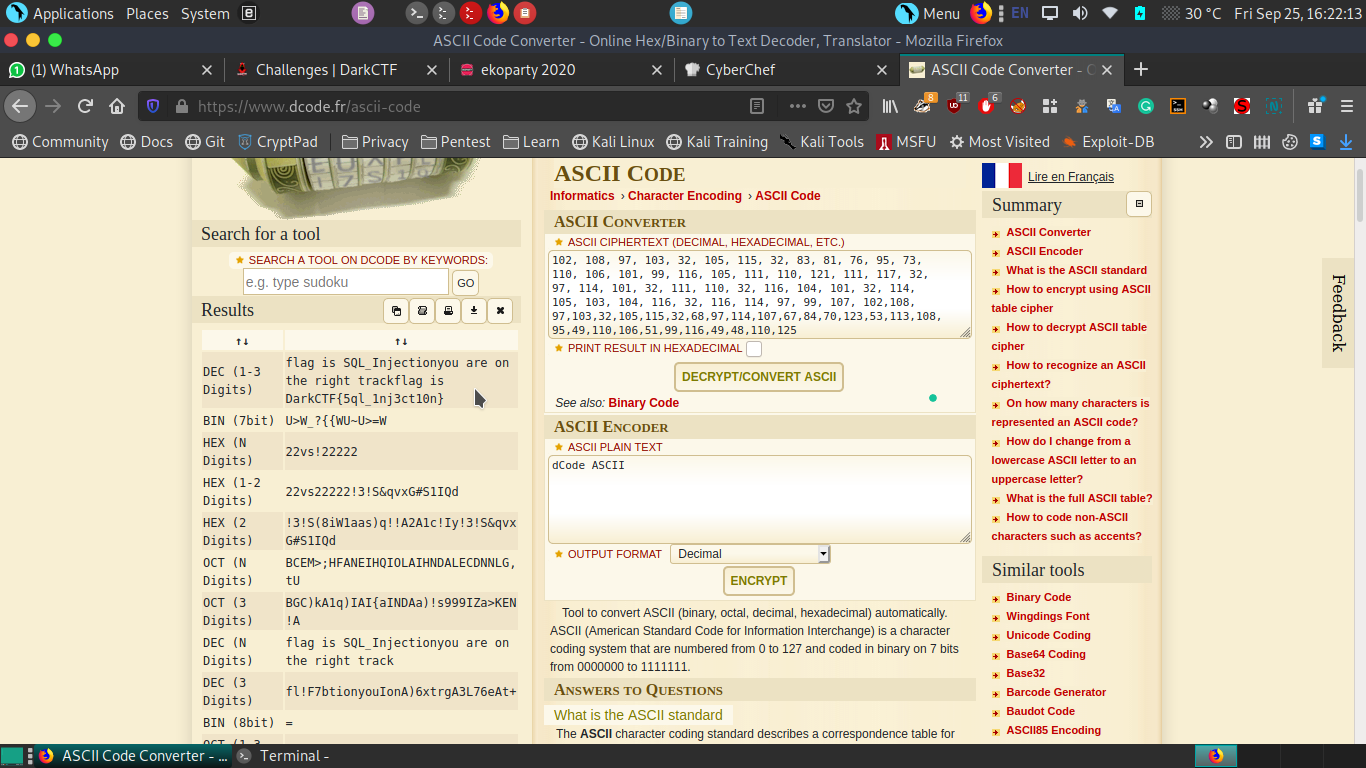 Applications Places System Menu EN 30 °C Fri Sep 25, 16:22:13
ASCII Code Converter - Online Hex/Binary to Text Decoder, Translator - Mozilla Firefox
(1) WhatsApp
Challenges | DarkCTF
ekoparty 2020
CyberChef
ASCII Code Converter - O
https://www.dcode.fr/ascii-code
8 11 6
Community Docs Git CryptPad Privacy Pentest Learn Kali Linux Kali Training Kali Tools MSFU Most Visited Exploit-DB
Search for a tool
SEARCH A TOOL ON DCODE BY KEYWORDS:
e.g. type sudoku GO
Results
↑↓ ↑↓
DEC (1-3 Digits) flag is SQL_Injectionyou are on
the right trackflag is
DarkCTF{5ql_1nj3ct10n}
BIN (7bit) U>W_?{{WU~U>=W
HEX (N Digits) 22vs!22222
HEX (1-2 Digits) 22vs22222!3!S&qvxG#S1IQd
HEX (2 Digits) !3!S(8iW1aas)q!!A2A1c!Iy!3!S&qvx
G#S1IQd
OCT (N Digits) BCEM>;HFANEIHQIOLAIHNDALECDNNLG,
tU
OCT (3 Digits) BGC)kA1q)IAI{aINDAa)!s999IZa>KEN
!A
DEC (N Digits) flag is SQL_Injectionyou are on
the right track
DEC (3 Digits) fl!F7btionyouIonA)6xtrgA3L76eAt+
BIN (8bit) =
ASCII Code
Informatics › Character Encoding › ASCII Code
ASCII Converter
ASCII CIPHERTEXT (DECIMAL, HEXADECIMAL, ETC.)
102, 108, 97, 103, 32, 105, 115, 32, 83, 81, 76, 95, 73,
110, 106, 101, 99, 116, 105, 111, 110, 121, 111, 117, 32,
97, 114, 101, 32, 111, 110, 32, 116, 104, 101, 32, 114,
105, 103, 104, 116, 32, 116, 114, 97, 99, 107, 102,108,
97,103,32,105,115,32,68,97,114,107,67,84,70,123,53,113,108,
95,49,110,106,51,99,116,49,48,110,125
PRINT RESULT IN HEXADECIMAL
DECRYPT/CONVERT ASCII
See also: Binary Code
ASCII Encoder
ASCII PLAIN TEXT
dCode ASCII
OUTPUT FORMAT Decimal
ENCRYPT
Tool to convert ASCII (binary, octal, decimal, hexadecimal) automatically.
ASCII (American Standard Code for Information Interchange) is a character
coding system that are numbered from 0 to 127 and coded in binary on 7 bits
from 0000000 to 1111111.
Answers to Questions
What is the ASCII standard
The ASCII character coding standard describes a correspondence table for
Lire en Français
Summary
ASCII Converter
ASCII Encoder
What is the ASCII standard
How to encrypt using ASCII
table cipher
How to decrypt ASCII table
cipher
How to recognize an ASCII
ciphertext?
On how many characters is
represented an ASCII code?
How do I change from a
lowercase ASCII letter to an
uppercase letter?
What is the full ASCII table?
How to code non-ASCII
characters such as accents?
Similar tools
Binary Code
Wingdings Font
Unicode Coding
Base64 Coding
Base32
Barcode Generator
Baudot Code
ASCII85 Encoding
Feedback
ASCII Code Converter - ... Terminal -